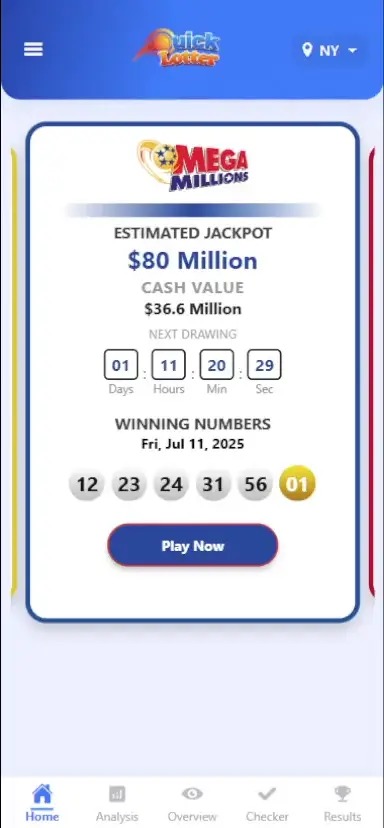 Quick
Lotter
NY
MEGA
MILLIONS
ESTIMATED JACKPOT
$80 Million
CASH VALUE
$36.6 Million
NEXT DRAWING
01 : 11 : 20 : 29
Days Hours Min Sec
WINNING NUMBERS
Fri, Jul 11, 2025
12 23 24 31 56 01
Play Now
Home Analysis Overview Checker Results